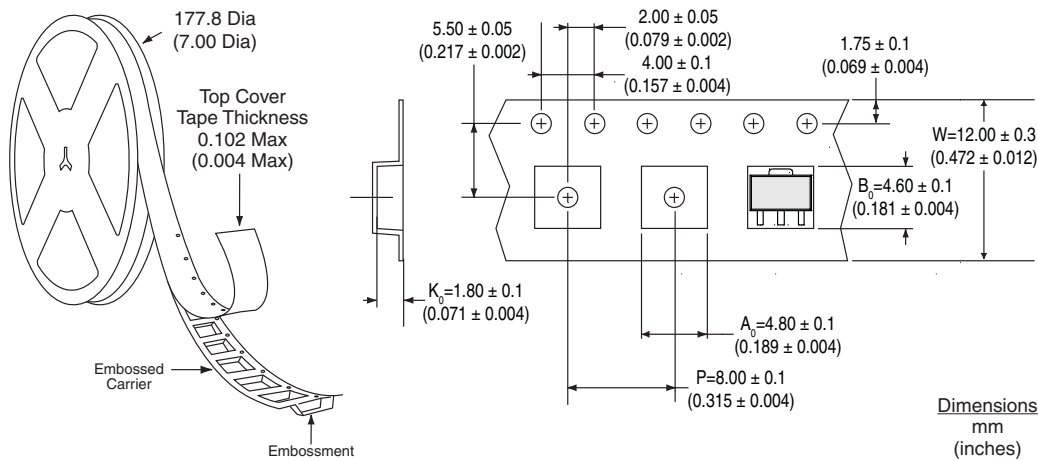 177.8 Dia
(7.00 Dia)
Top Cover
Tape Thickness
0.102 Max
(0.004 Max)
Embossed
Carrier
Embossment
5.50 ± 0.05
(0.217 ± 0.002)
2.00 ± 0.05
(0.079 ± 0.002)
4.00 ± 0.1
(0.157 ± 0.004)
1.75 ± 0.1
(0.069 ± 0.004)
W=12.00 ± 0.3
(0.472 ± 0.012)
B0=4.60 ± 0.1
(0.181 ± 0.004)
K0=1.80 ± 0.1
(0.071 ± 0.004)
A0=4.80 ± 0.1
(0.189 ± 0.004)
P=8.00 ± 0.1
(0.315 ± 0.004)
Dimensions
mm
(inches)